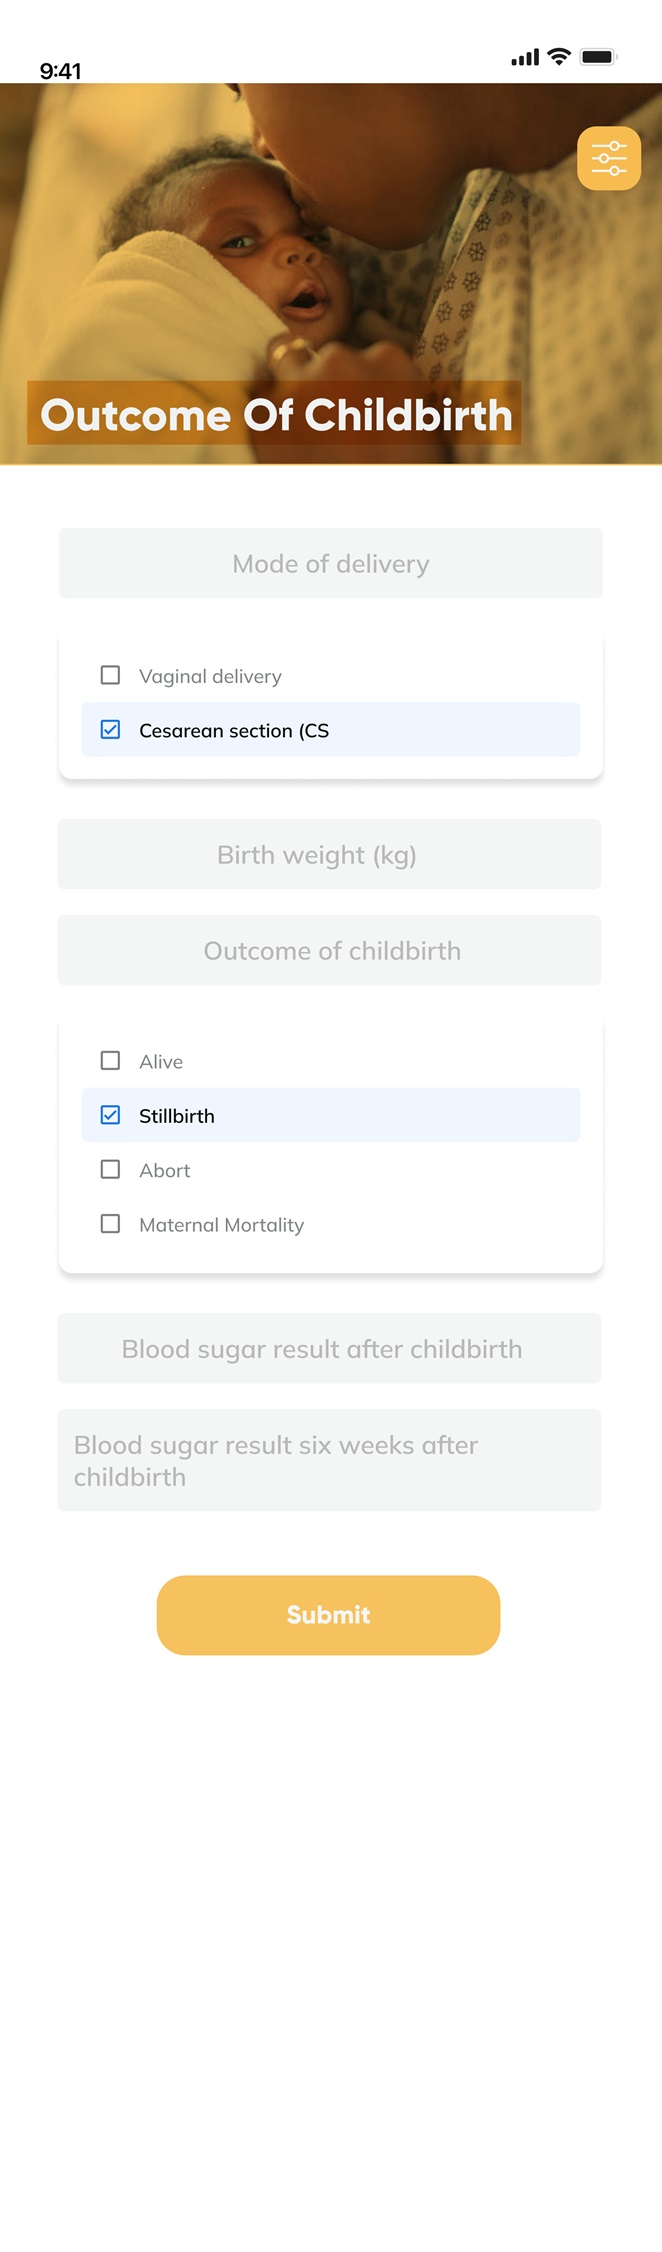 9:41
Outcome Of Childbirth
Mode of delivery
Vaginal delivery
Cesarean section (CS
Birth weight (kg)
Outcome of childbirth
Alive
Stillbirth
Abort
Maternal Mortality
Blood sugar result after childbirth
Blood sugar result six weeks after
childbirth
Submit